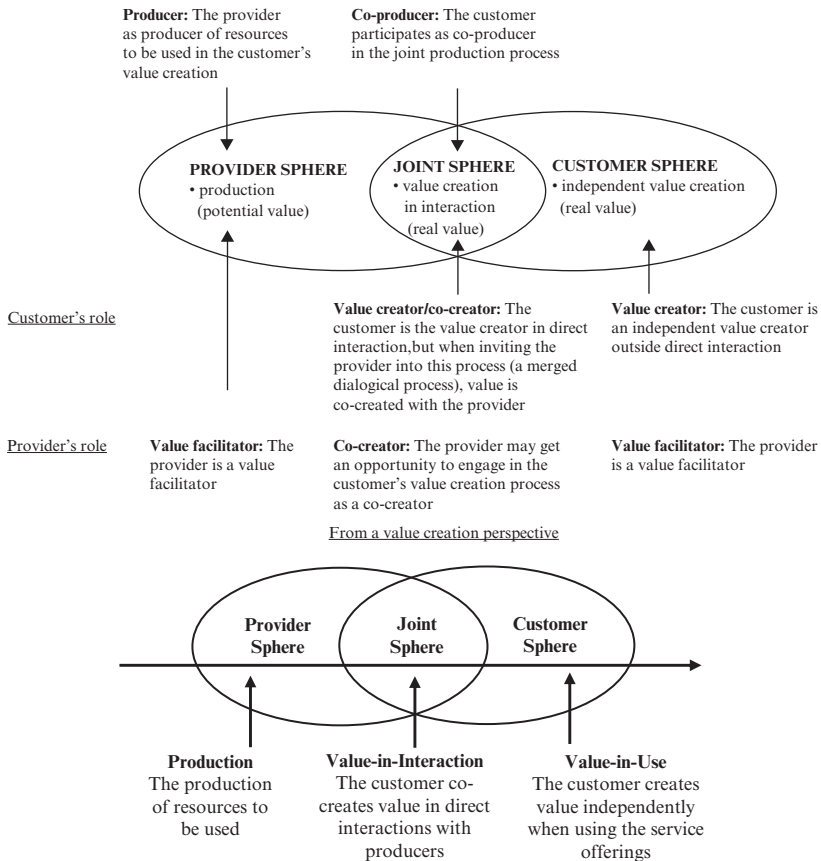 Producer: The provider
as producer of resources
to be used in the customer's
value creation
Co-producer: The customer
participates as co-producer
in the joint production process
PROVIDER SPHERE
• production
(potential value)
JOINT SPHERE
• value creation
in interaction
(real value)
CUSTOMER SPHERE
• independent value creation
(real value)
Customer's role
Value creator/co-creator: The
customer is the value creator in direct
interaction,but when inviting the
provider into this process (a merged
dialogical process), value is
co-created with the provider
Value creator: The customer is
an independent value creator
outside direct interaction
Provider's role
Value facilitator: The
provider is a value
facilitator
Co-creator: The provider may get
an opportunity to engage in the
customer's value creation process
as a co-creator
Value facilitator: The provider
is a value facilitator
From a value creation perspective
Provider
Sphere
Joint
Sphere
Customer
Sphere
Production
The production
of resources to
be used
Value-in-Interaction
The customer co-
creates value in direct
interactions with
producers
Value-in-Use
The customer creates
value independently
when using the service
offerings